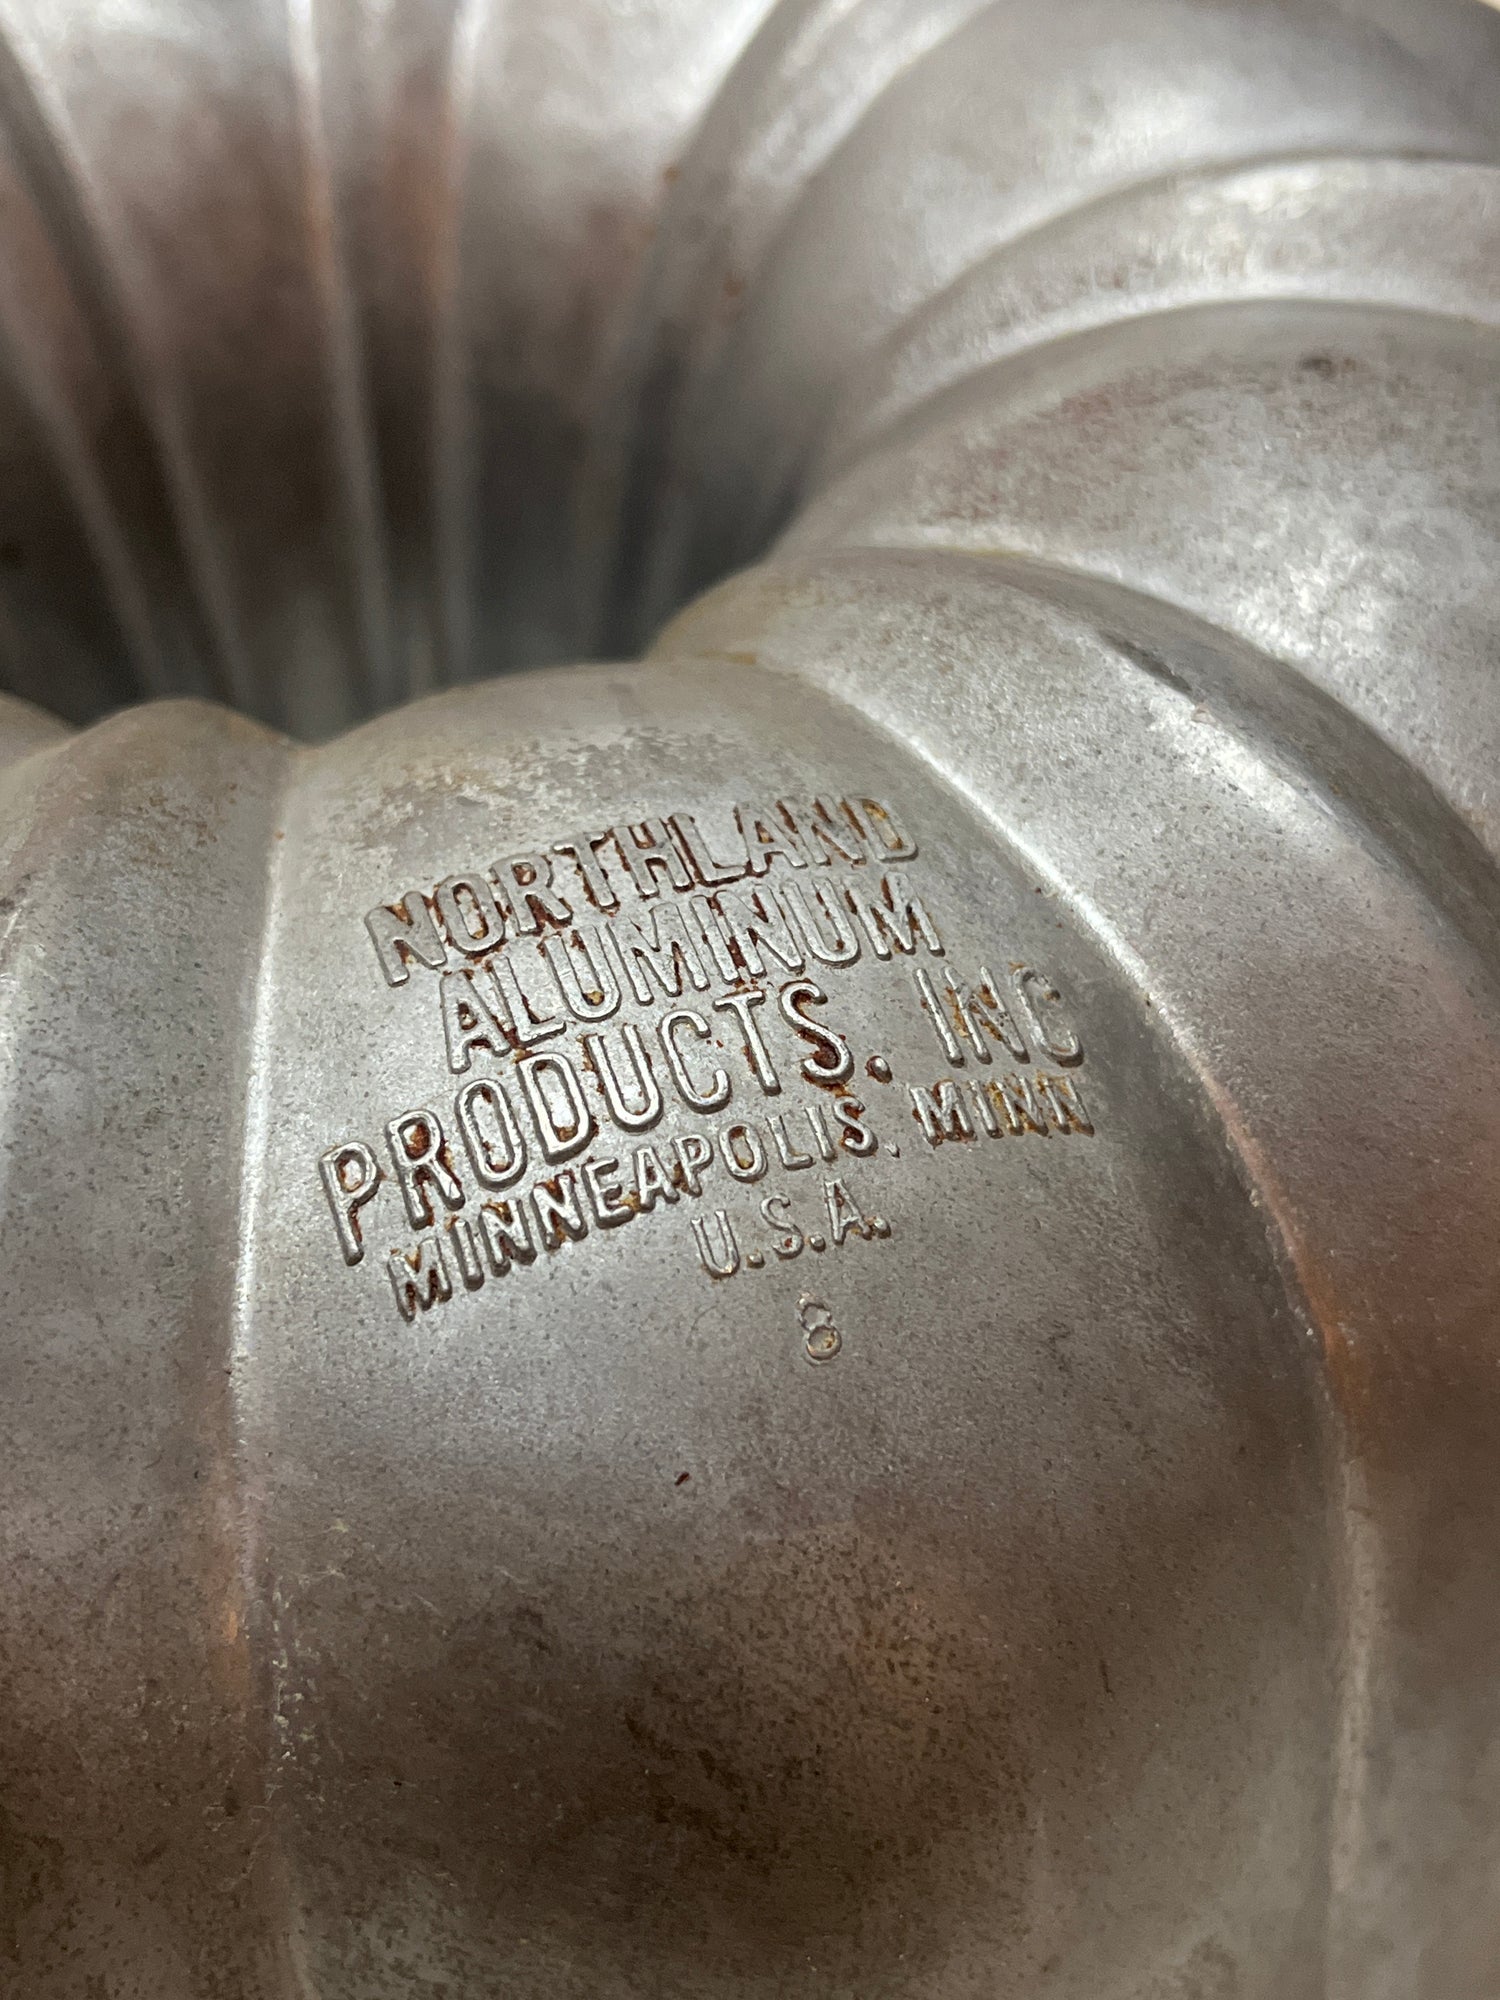 NORTHLAND
ALUMINUM
PRODUCTS. INC
MINNEAPOLIS. MINN
U.S.A.
8